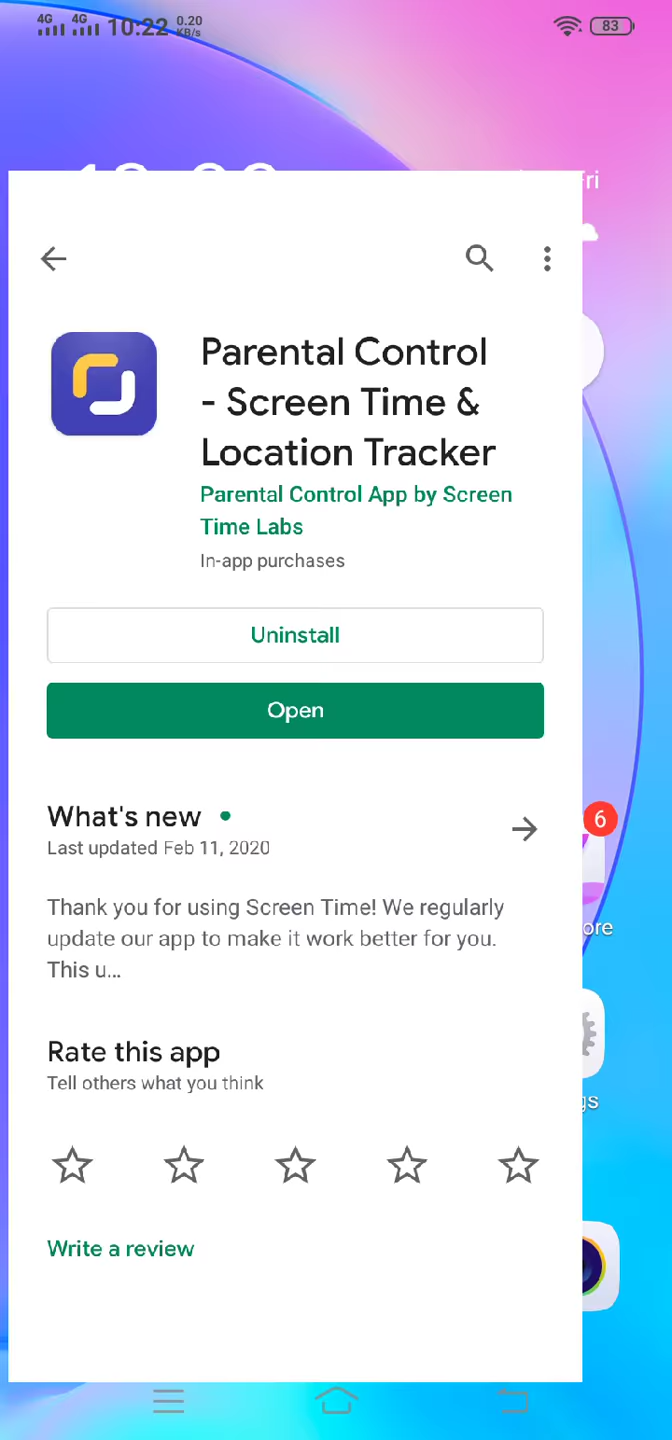 4G 4G 10:22 0.20 KB/s 83
Fri
Parental Control
- Screen Time &
Location Tracker
Parental Control App by Screen
Time Labs
In-app purchases
Uninstall
Open
What's new
Last updated Feb 11, 2020
6
Thank you for using Screen Time! We regularly
update our app to make it work better for you.
This u...
ore
Rate this app
Tell others what you think
gs
Write a review